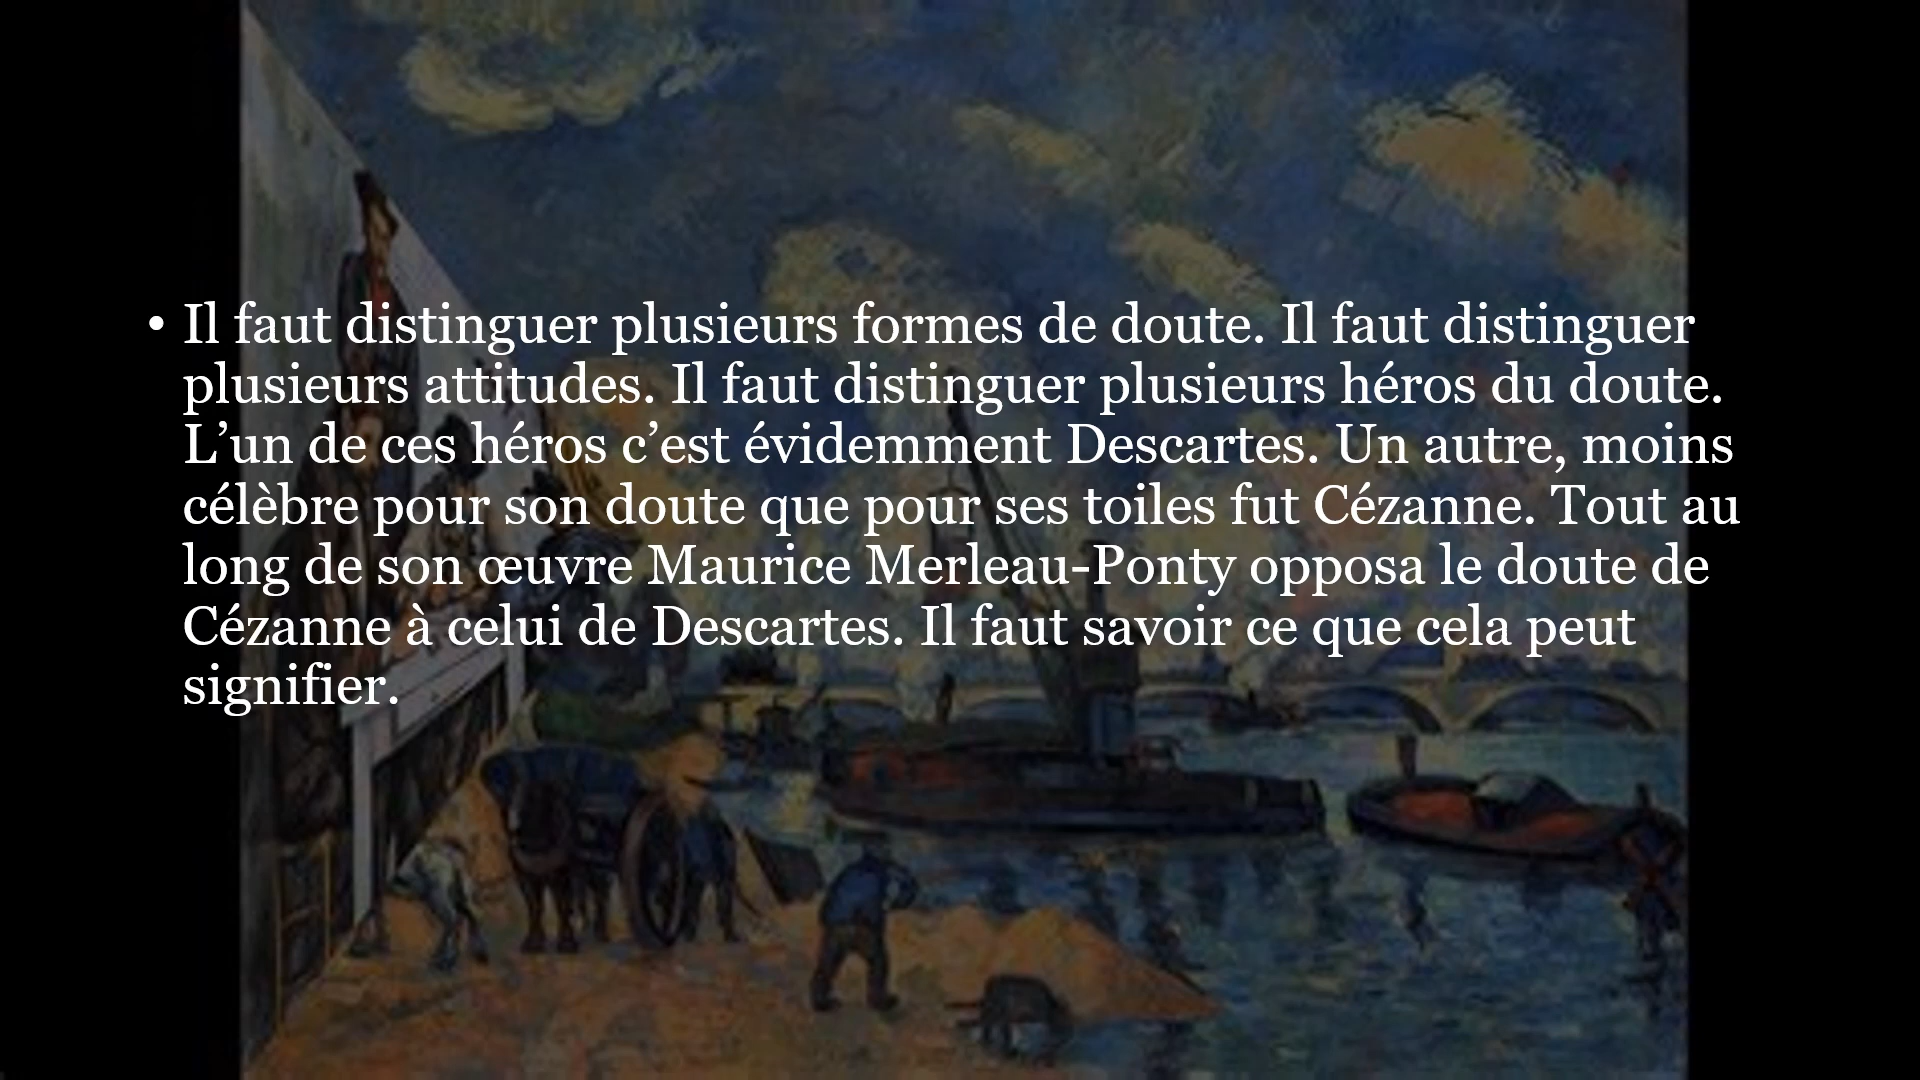 • Il faut distinguer plusieurs formes de doute. Il faut distinguer
plusieurs attitudes. Il faut distinguer plusieurs héros du doute.
L’un de ces héros c’est évidemment Descartes. Un autre, moins
célèbre pour son doute que pour ses toiles fut Cézanne. Tout au
long de son œuvre Maurice Merleau-Ponty opposa le doute de
Cézanne à celui de Descartes. Il faut savoir ce que cela peut
signifier.